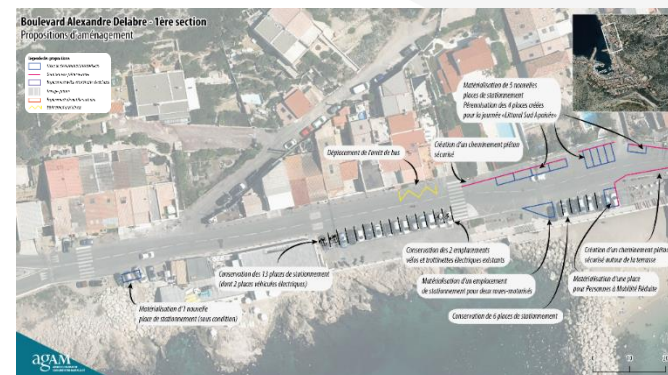 Boulevard Alexandre Delabre - 1ère section
Propositions d'aménagement
Matérialisation de 5 nouvelles
places de stationnement
Pérennisation des 4 places créées
pour la journée «Littoral Sud Apaisée»
Création d'un cheminement piéton
sécurisé
Déplacement de l'arrêt de bus
Conservation des 13 places de stationnement
(dont 2 places véhicules électriques)
Conservation des 2 emplacements
vélos et trottinettes électriques existants
Matérialisation d'un emplacement
de stationnement pour deux roues-motorisés
Conservation de 6 places de stationnement
Création d'un cheminement piéton
sécurisé autour de la terrasse
Matérialisation d'une place
pour Personnes à Mobilité Réduite
Matérialisation d'1 nouvelle
place de stationnement (sous condition)
agAM